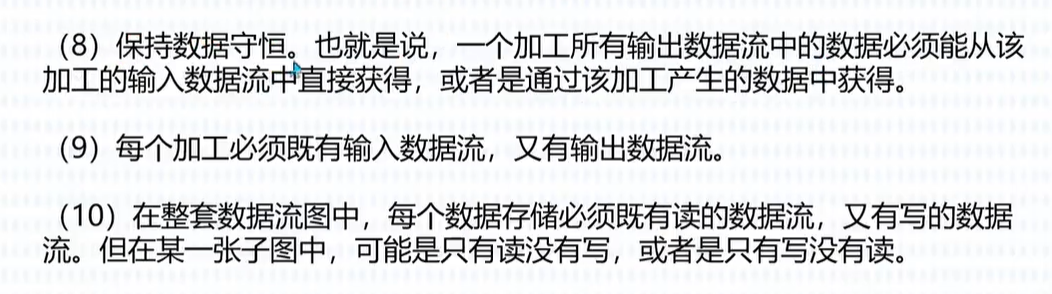 （8）保持数据守恒。也就是说，一个加工所有输出数据流中的数据必须能从该
加工的输入数据流中直接获得，或者是通过该加工产生的数据中获得。
（9）每个加工必须既有输入数据流，又有输出数据流。
（10）在整套数据流图中，每个数据存储必须既有读的数据流，又有写的数据
流。但在某一张子图中，可能是只有读没有写，或者是只有写没有读。